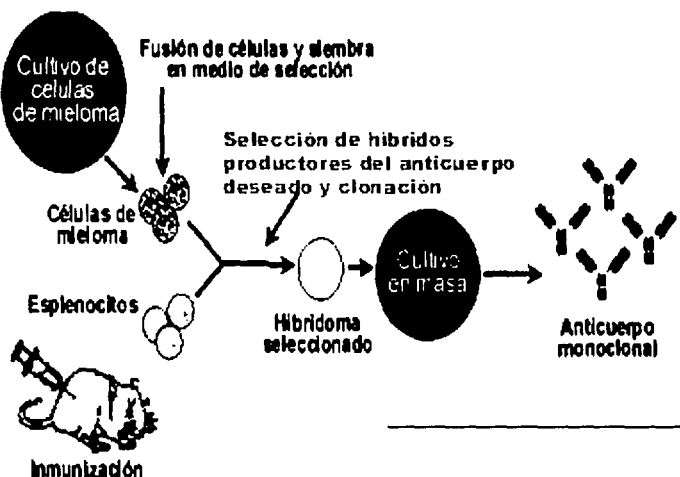 Cultivo de
células
de mieloma
Fusión de células y siembra
en medio de selección
Selección de híbridos
productores del anticuerpo
deseado y clonación
Células de
mieloma
Esplenocitos
Hibridoma
seleccionado
Cultivo
en masa
Anticuerpo
monoclonal
Inmunización